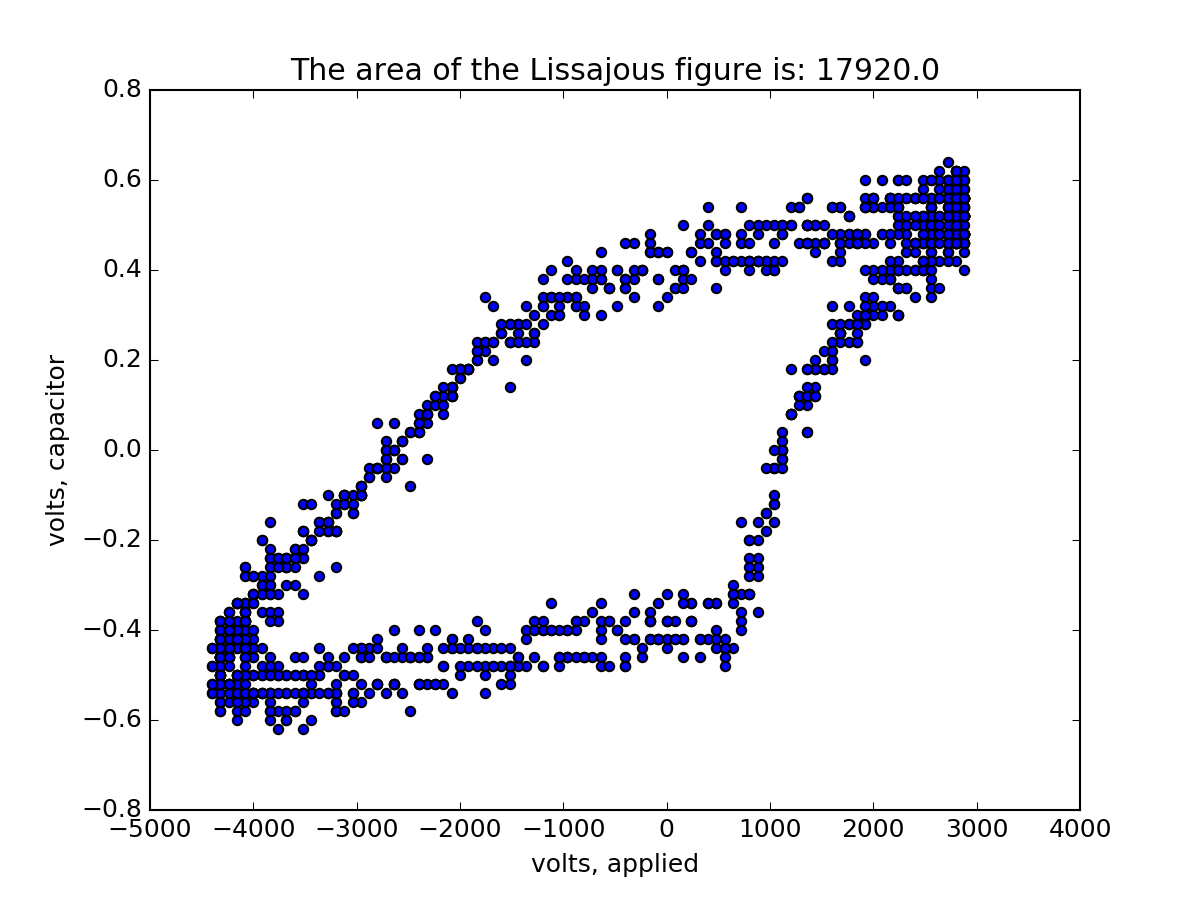 The area of the Lissajous figure is: 17920.0
0.8
0.6
0.4
0.2
0.0
−0.2
−0.4
−0.6
−0.8
volts, capacitor
−5000 −4000 −3000 −2000 −1000 0 1000 2000 3000 4000
volts, applied